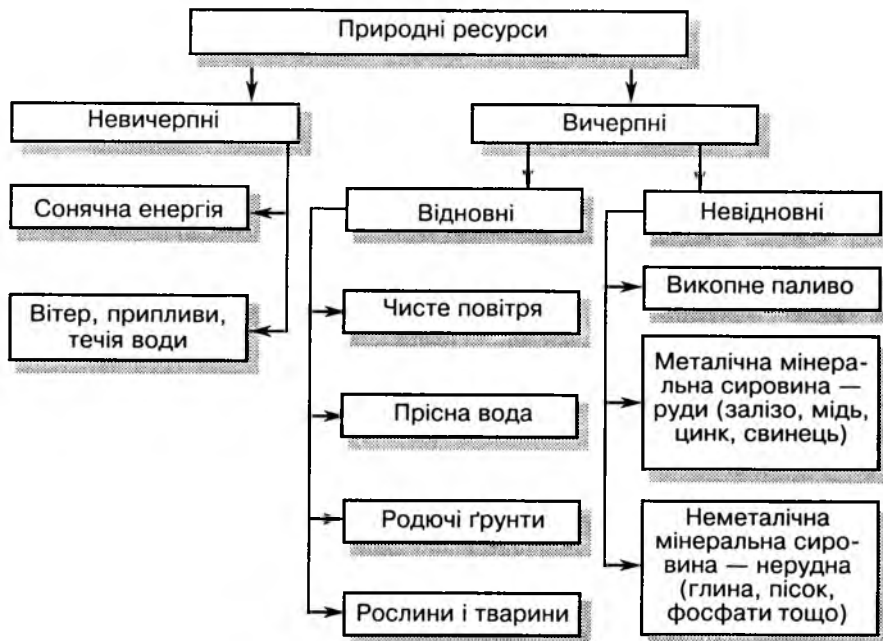 Природні ресурси
Невичерпні
Вичерпні
Сонячна енергія
Вітер, припливи,
течія води
Відновні
Чисте повітря
Прісна вода
Родючі ґрунти
Рослини і тварини
Невідновні
Викопне паливо
Металічна мінера-
льна сировина —
руди (залізо, мідь,
цинк, свинець)
Неметалічна
мінеральна сиро-
вина — нерудна
(глина, пісок,
фосфати тощо)